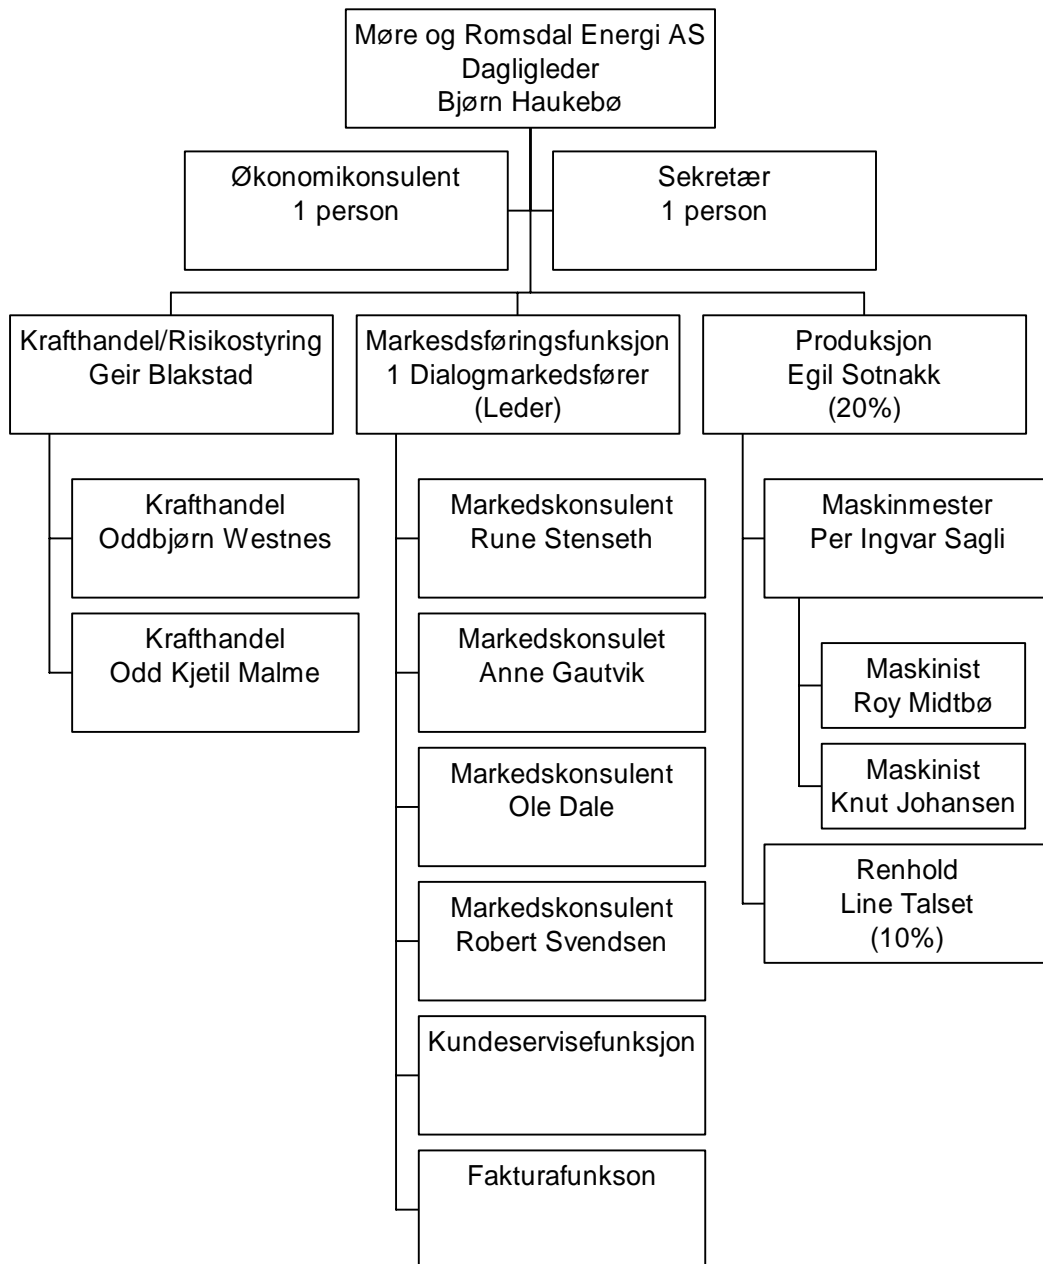 Møre og Romsdal Energi AS
Dagligleder
Bjørn Haukebø
Økonomikonsulent
1 person
Sekretær
1 person
Krafthandel/Risikostyring
Geir Blakstad
Markesdsføringsfunksjon
1 Dialogmarkedsfører
(Leder)
Produksjon
Egil Sotnakk
(20%)
Krafthandel
Oddbjørn Westnes
Krafthandel
Odd Kjetil Malme
Markedskonsulent
Rune Stenseth
Markedskonsulet
Anne Gautvik
Markedskonsulent
Ole Dale
Markedskonsulent
Robert Svendsen
Kundeservisefunksjon
Fakturafunkson
Maskinmester
Per Ingvar Sagli
Maskinist
Roy Midtbø
Maskinist
Knut Johansen
Renhold
Line Talset
(10%)